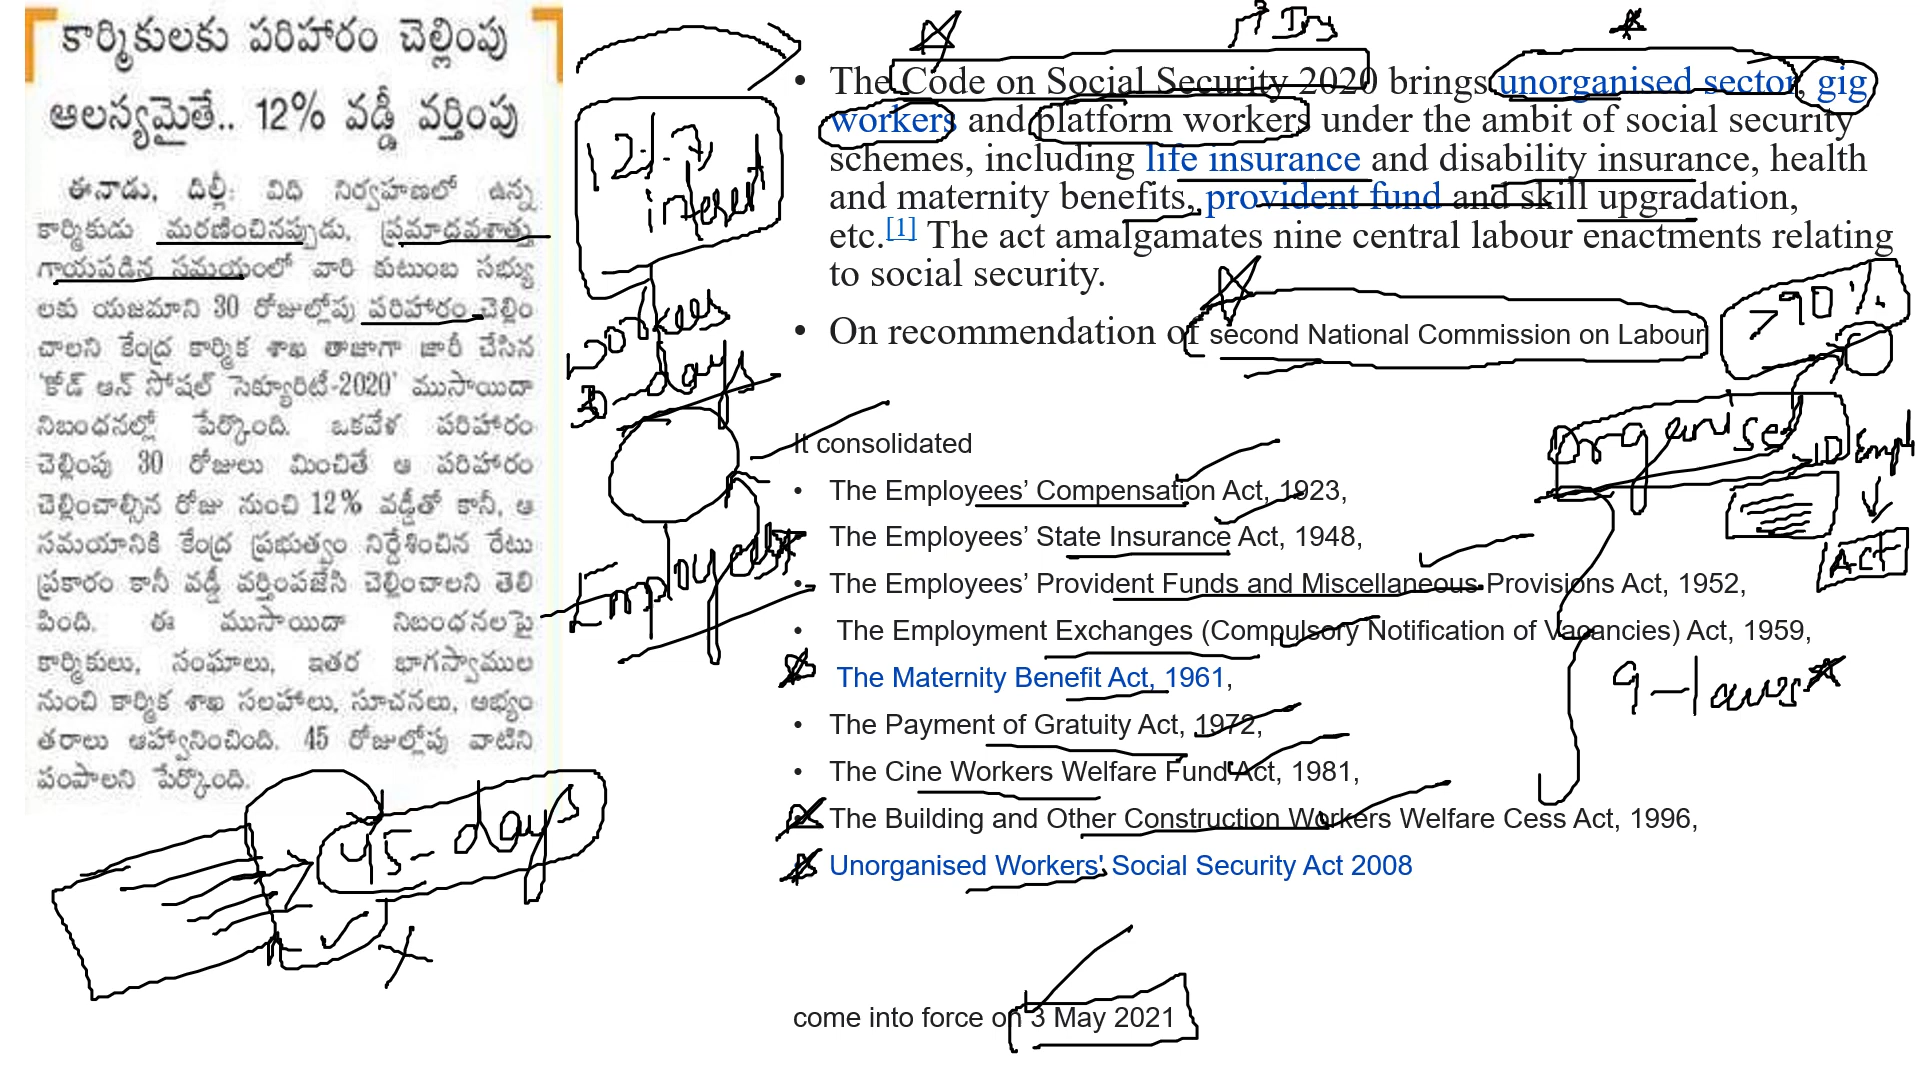 కార్మికులకు పరిహారం చెల్లింపు
ఆలస్యమైతే.. 12% వడ్డీ వర్తింపు
ఈనాడు, దిల్లీ: విధి నిర్వహణలో ఉన్న
కార్మికుడు మరణించినప్పుడు, ప్రమాదవశాత్తు
గాయపడిన సమయంలో వారి కుటుంబ సభ్యు
లకు యజమాని 30 రోజుల్లోపు పరిహారం చెల్లిం
చాలని కేంద్ర కార్మిక శాఖ తాజాగా జారీ చేసిన
'కోడ్ ఆన్ సోషల్ సెక్యూరిటీ-2020' ముసాయిదా
నిబంధనల్లో పేర్కొంది. ఒకవేళ పరిహారం
చెల్లింపు 30 రోజులు మించితే ఆ పరిహారం
చెల్లించాల్సిన రోజు నుంచి 12% వడ్డీతో కానీ, ఆ
సమయానికి కేంద్ర ప్రభుత్వం నిర్దేశించిన రేటు
ప్రకారం కానీ వడ్డీ వర్తింపజేసి చెల్లించాలని తెలి
పింది. ఈ ముసాయిదా నిబంధనలపై
కార్మికులు, సంఘాలు, ఇతర భాగస్వాముల
నుంచి కార్మిక శాఖ సలహాలు, సూచనలు, అభ్యం
తరాలు ఆహ్వానించింది. 45 రోజుల్లోపు వాటిని
పంపాలని పేర్కొంది.
45- days
interest
30
days
Employer
• The Code on Social Security 2020 brings unorganised sector, gig
workers and platform workers under the ambit of social security
schemes, including life insurance and disability insurance, health
and maternity benefits, provident fund and skill upgradation,
etc.[1] The act amalgamates nine central labour enactments relating
to social security.
• On recommendation of second National Commission on Labour
>90%
organised
10 Empl
Act
9-laws
It consolidated
• The Employees' Compensation Act, 1923,
• The Employees' State Insurance Act, 1948,
• The Employees' Provident Funds and Miscellaneous Provisions Act, 1952,
• The Employment Exchanges (Compulsory Notification of Vacancies) Act, 1959,
• The Maternity Benefit Act, 1961,
• The Payment of Gratuity Act, 1972,
• The Cine Workers Welfare Fund Act, 1981,
• The Building and Other Construction Workers Welfare Cess Act, 1996,
• Unorganised Workers' Social Security Act 2008
come into force on 3 May 2021